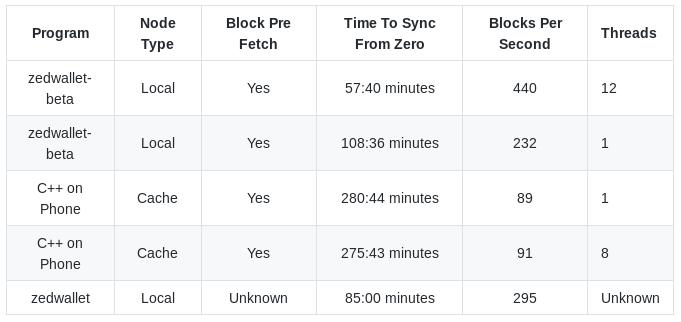 Program Node Type Block Pre Fetch Time To Sync From Zero Blocks Per Second Threads
zedwallet-beta Local Yes 57:40 minutes 440 12
zedwallet-beta Local Yes 108:36 minutes 232 1
C++ on Phone Cache Yes 280:44 minutes 89 1
C++ on Phone Cache Yes 275:43 minutes 91 8
zedwallet Local Unknown 85:00 minutes 295 Unknown